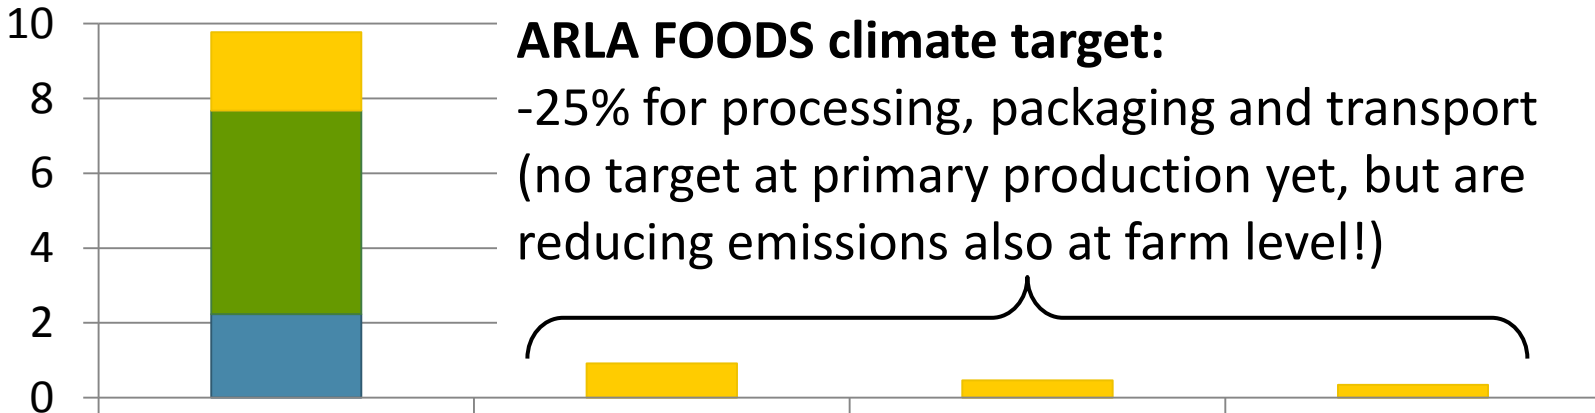 10
ARLA FOODS climate target:
8
-25% for processing, packaging and transport
6
(no target at primary production yet, but are
4
reducing emissions also at farm level!)
2
0